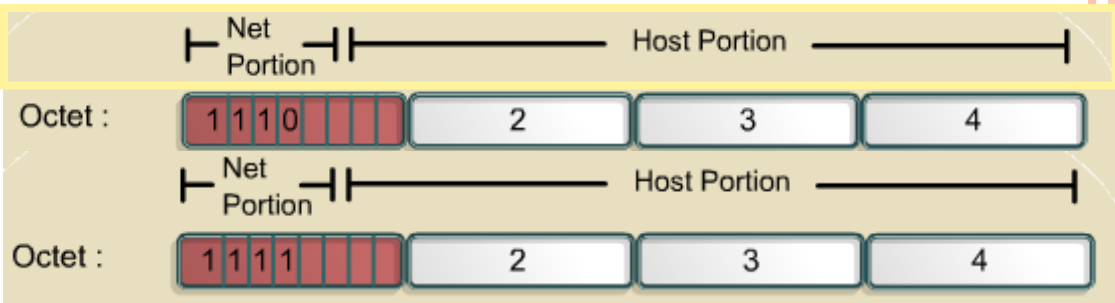 Net
Portion
Host Portion
Octet :
1 1 1 0
2
3
4
Net
Portion
Host Portion
Octet :
1 1 1 1
2
3
4